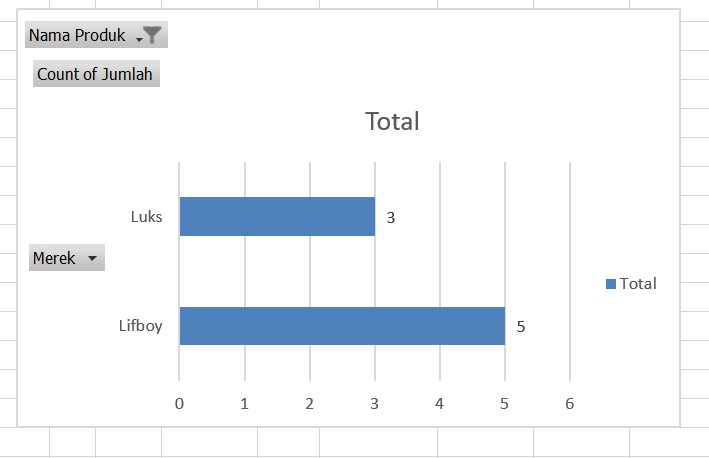 Nama Produk
Count of Jumlah
Total
Luks
3
Merek
Total
Lifboy
5
0 1 2 3 4 5 6